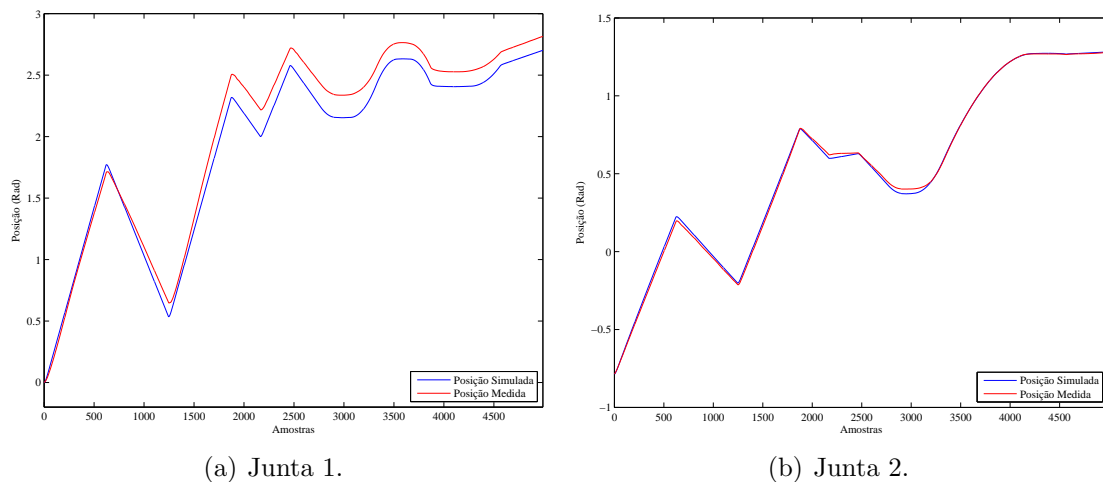 3
2.5
2
1.5
1
0.5
0
Posição (Rad)
0 500 1000 1500 2000 2500 3000 3500 4000 4500
Amostras
Posição Simulada
Posição Medida
(a) Junta 1.
1.5
1
0.5
0
−0.5
−1
Posição (Rad)
0 500 1000 1500 2000 2500 3000 3500 4000 4500
Amostras
Posição Simulada
Posição Medida
(b) Junta 2.